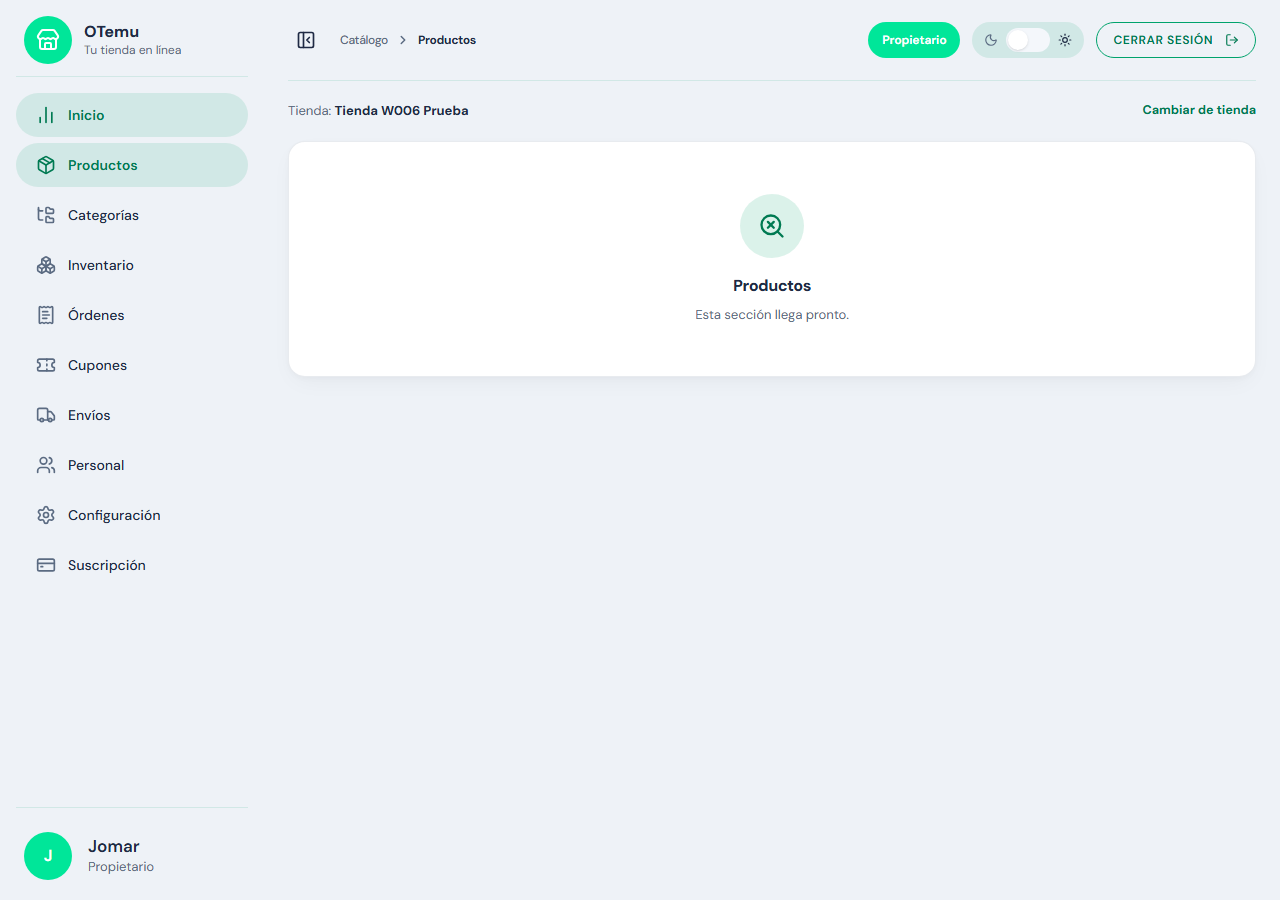 OTemu
Tu tienda en línea
Inicio
Productos
Categorías
Inventario
Órdenes
Cupones
Envíos
Personal
Configuración
Suscripción
J
Jomar
Propietario
Catálogo > Productos
Propietario
CERRAR SESIÓN
Tienda: Tienda W006 Prueba
Cambiar de tienda
Productos
Esta sección llega pronto.